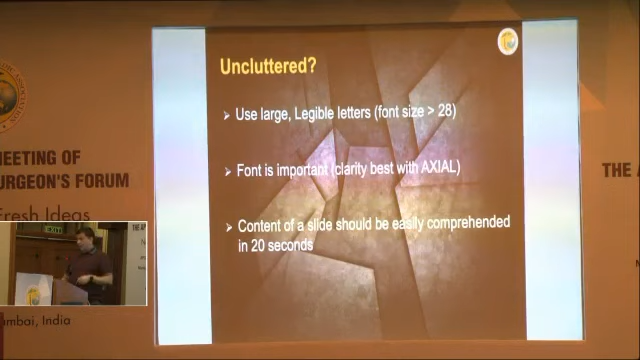 Uncluttered?
Use large, Legible letters (font size > 28)
Font is important (clarity best with AXIAL)
Content of a slide should be easily comprehended
in 20 seconds
MEETING OF
URGEON'S FORUM
Fresh Ideas
EXIT
mbai, India
THE A